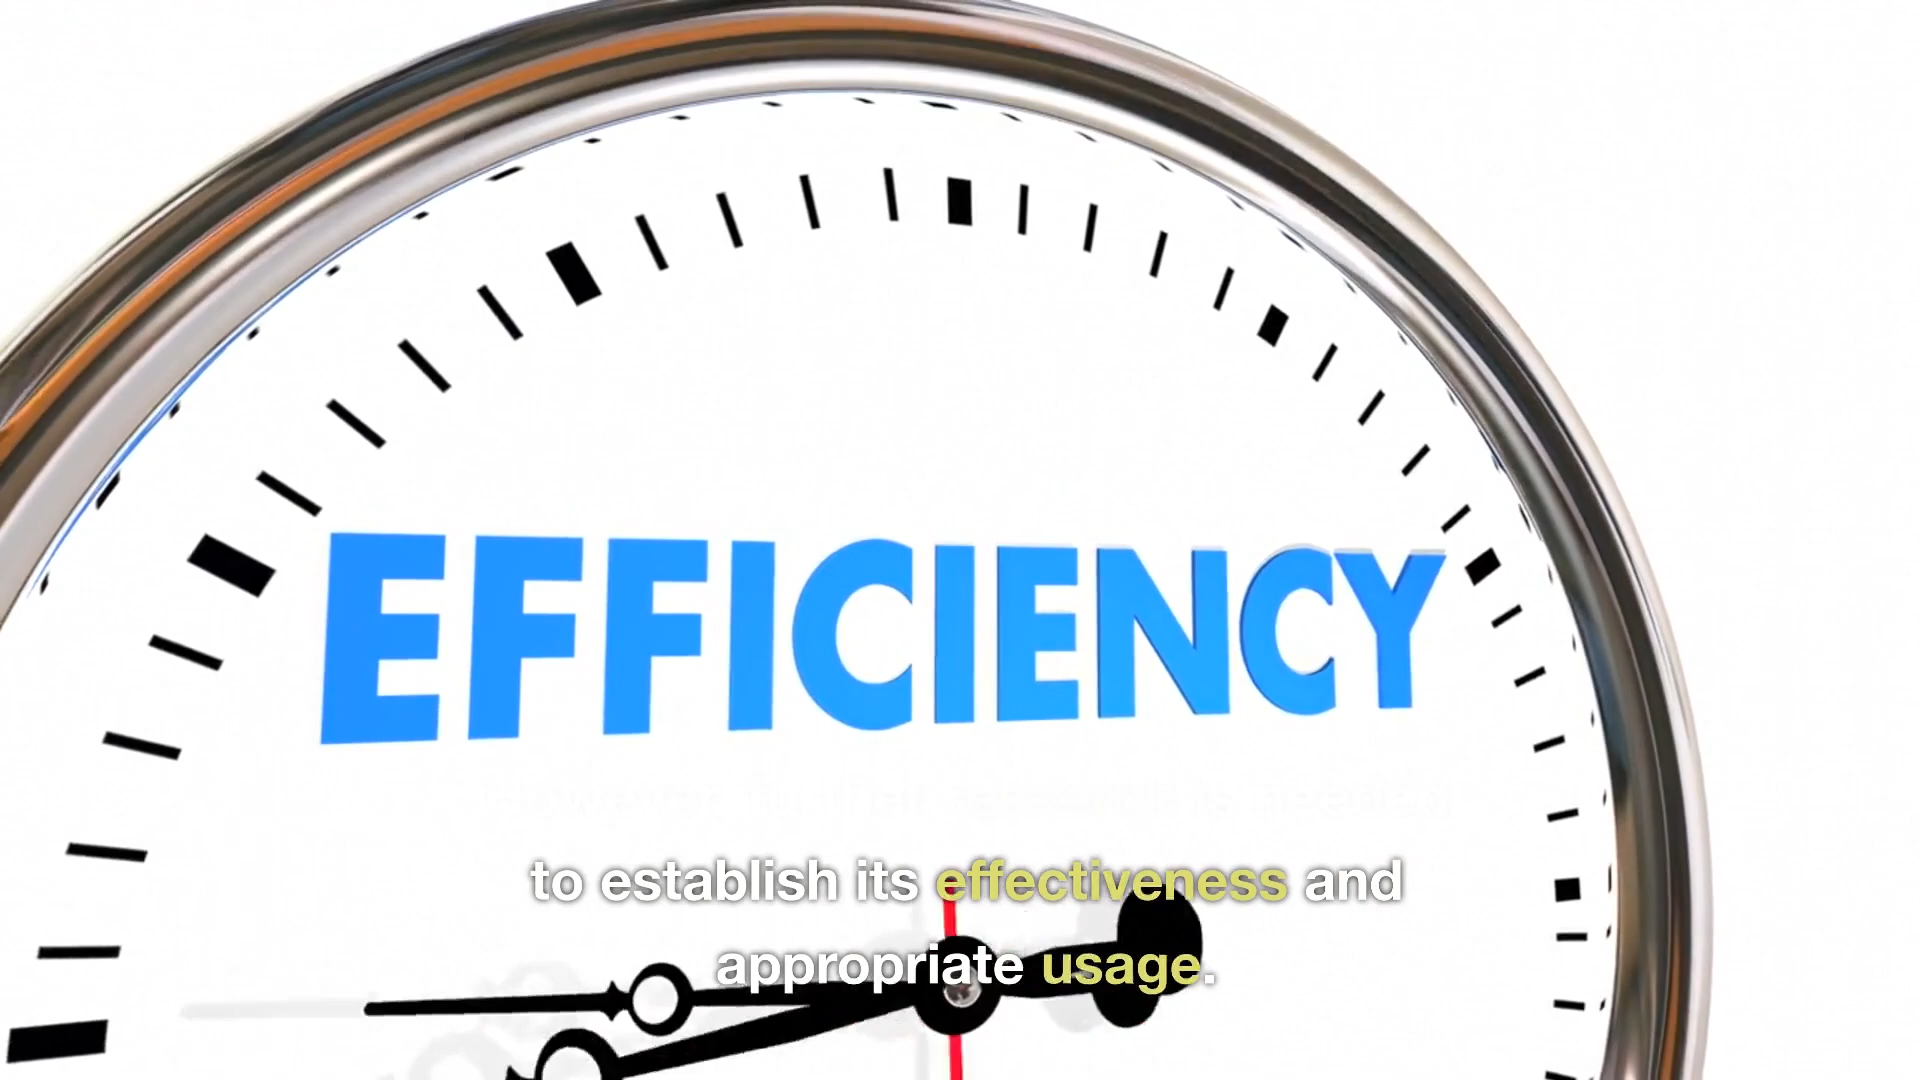 EFFICIENCY
to establish its effectiveness and
appropriate usage.